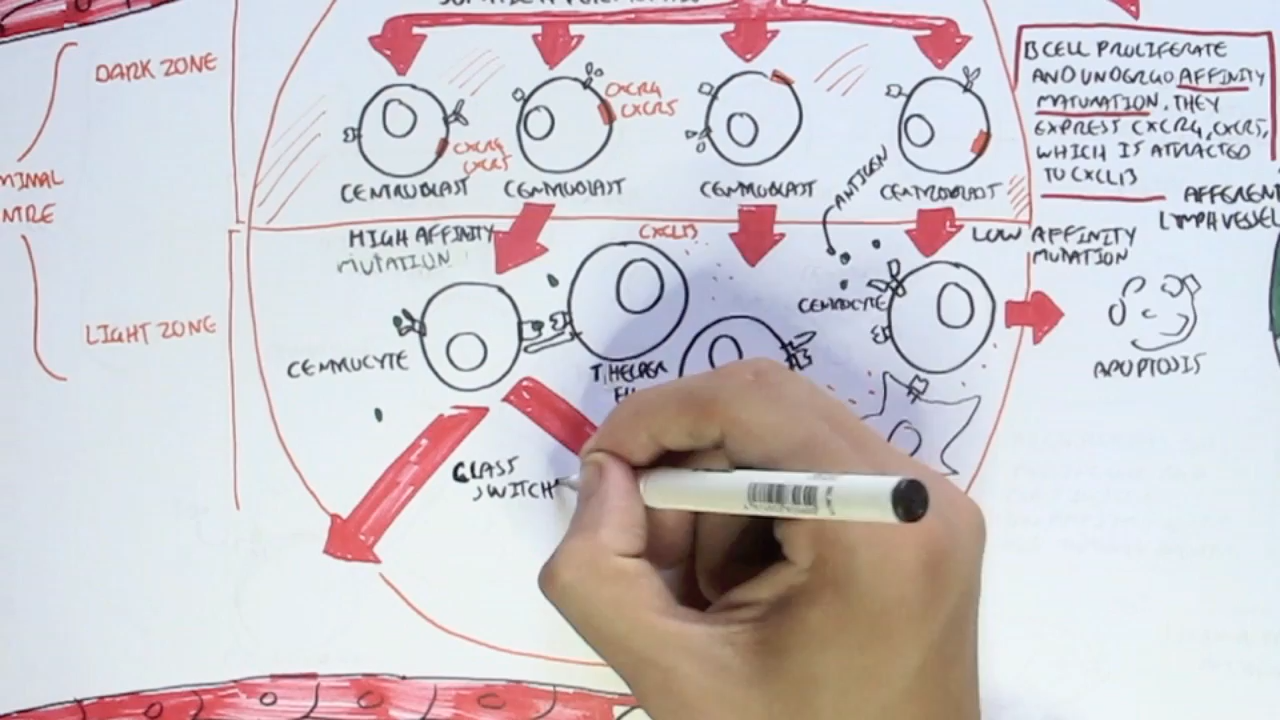 DARK ZONE
CXCR4
CXCR5
CXCR4
CXCR5
CENTROBLAST
CENTROBLAST
CENTROBLAST
CENTROBLAST
B CELL PROLIFERATE
AND UNDERGO AFFINITY
MATURATION. THEY
EXPRESS CXCR4, CXCR5,
WHICH IS ATTRACTED
TO CXCL13
AFFEREN
LYMPH VESSEL
ANTIGEN
HIGH AFFINITY
MUTATION
CXCL13
LOW AFFINITY
MUTATION
LIGHT ZONE
CENTROCYTE
T HELPER
CENTROCYTE
APOPTOSIS
CLASS
SWITCH